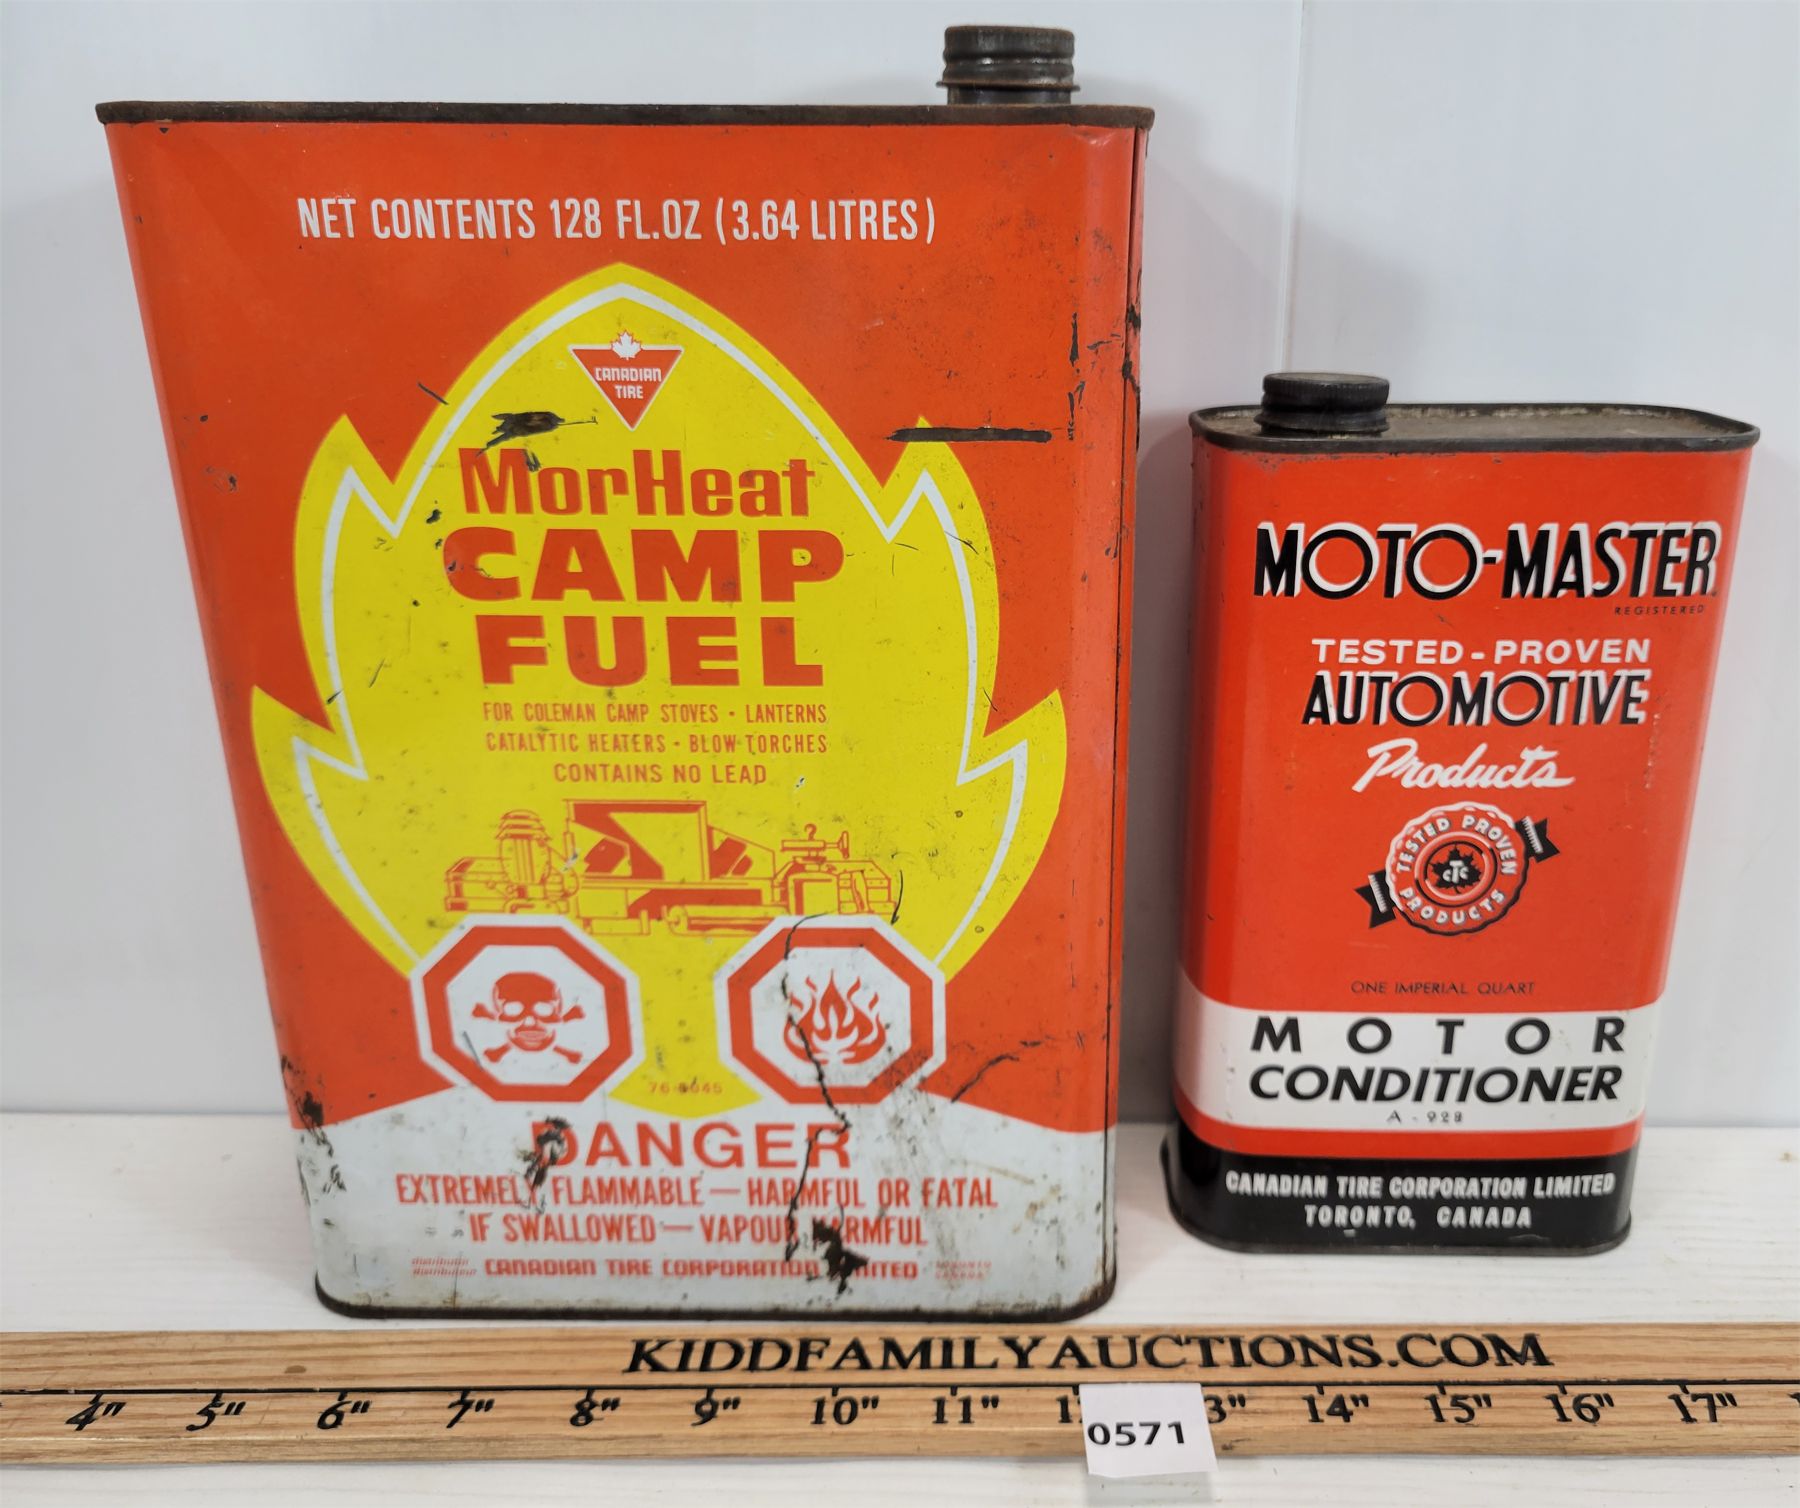 NET CONTENTS 128 FL.OZ (3.64 LITRES)
CANADIAN
TIRE
MorHeat
CAMP
FUEL
FOR COLEMAN CAMP STOVES · LANTERNS
CATALYTIC HEATERS · BLOW TORCHES
CONTAINS NO LEAD
DANGER
EXTREMELY FLAMMABLE — HARMFUL OR FATAL
IF SWALLOWED — VAPOUR HARMFUL
CANADIAN TIRE CORPORATION LIMITED
MOTO-MASTER
REGISTERED
TESTED-PROVEN
AUTOMOTIVE
Products
TESTED PROVEN
CTC
PRODUCTS
ONE IMPERIAL QUART
MOTOR
CONDITIONER
A-928
CANADIAN TIRE CORPORATION LIMITED
TORONTO, CANADA
KIDDFAMILYAUCTIONS.COM
4" 5" 6" 7" 8" 9" 10" 11" 14" 15" 16" 17"
0571